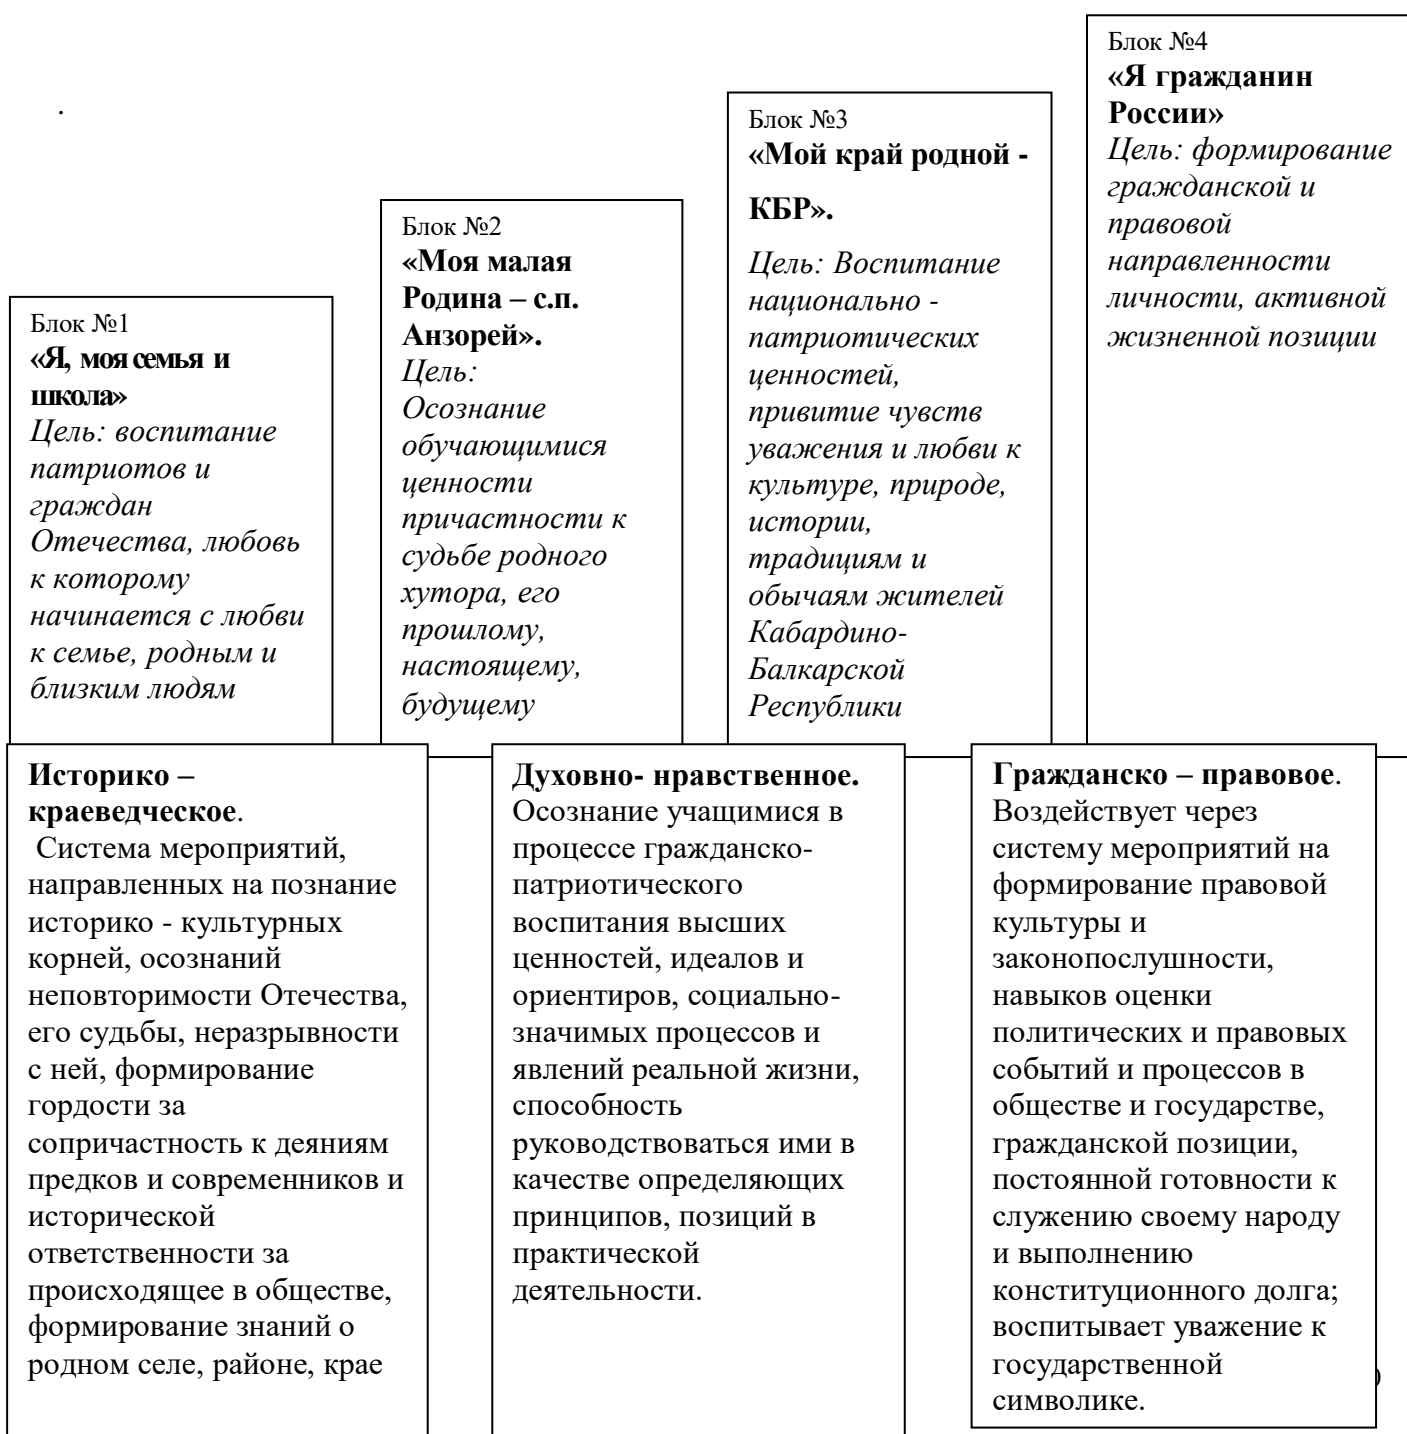 .
Блок №1
«Я, моя семья и
школа»
Цель: воспитание
патриотов и
граждан
Отечества, любовь
к которому
начинается с любви
к семье, родным и
близким людям
Блок №2
«Моя малая
Родина – с.п.
Анзорей».
Цель:
Осознание
обучающимися
ценности
причастности к
судьбе родного
хутора, его
прошлому,
настоящему,
будущему
Блок №3
«Мой край родной -
КБР».
Цель: Воспитание
национально -
патриотических
ценностей,
привитие чувств
уважения и любви к
культуре, природе,
истории,
традициям и
обычаям жителей
Кабардино-
Балкарской
Республики
Блок №4
«Я гражданин
России»
Цель: формирование
гражданской и
правовой
направленности
личности, активной
жизненной позиции
Историко –
краеведческое.
Система мероприятий,
направленных на познание
историко - культурных
корней, осознаний
неповторимости Отечества,
его судьбы, неразрывности
с ней, формирование
гордости за
сопричастность к деяниям
предков и современников и
исторической
ответственности за
происходящее в обществе,
формирование знаний о
родном селе, районе, крае
Духовно- нравственное.
Осознание учащимися в
процессе гражданско-
патриотического
воспитания высших
ценностей, идеалов и
ориентиров, социально-
значимых процессов и
явлений реальной жизни,
способность
руководствоваться ими в
качестве определяющих
принципов, позиций в
практической
деятельности.
Гражданско – правовое.
Воздействует через
систему мероприятий на
формирование правовой
культуры и
законопослушности,
навыков оценки
политических и правовых
событий и процессов в
обществе и государстве,
гражданской позиции,
постоянной готовности к
служению своему народу
и выполнению
конституционного долга;
воспитывает уважение к
государственной
символике.